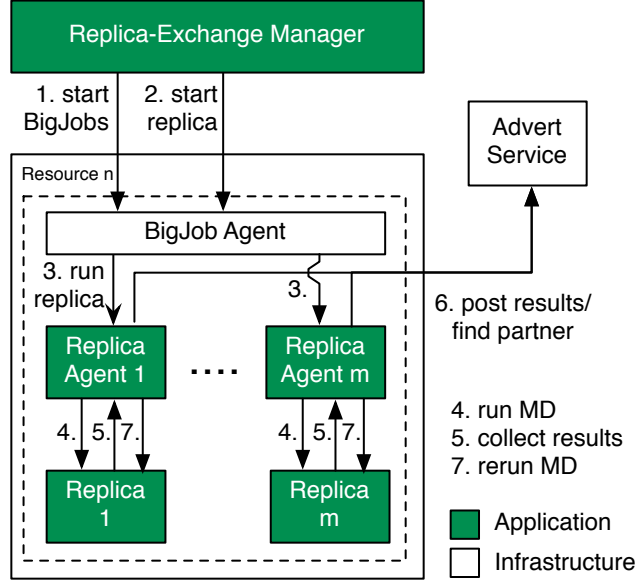 Replica-Exchange Manager
1. start
BigJobs
2. start
replica
Advert
Service
Resource n
BigJob Agent
3. run
replica
3.
6. post results/
find partner
Replica
Agent 1
....
Replica
Agent m
4.
5.
7.
4.
5.
7.
4. run MD
5. collect results
7. rerun MD
Replica
1
Replica
m
Application
Infrastructure